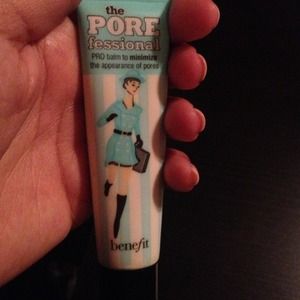 the
PORE
fessional
PRO balm to minimize
the appearance of pores
benefit